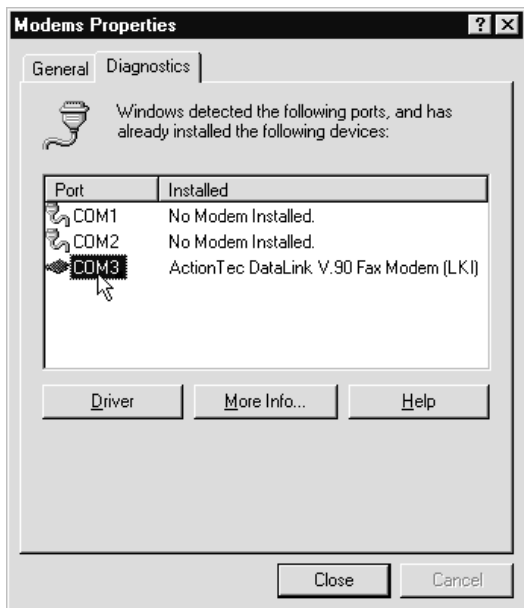 Modems Properties
General Diagnostics
Windows detected the following ports, and has
already installed the following devices:
Port Installed
COM1 No Modem Installed.
COM2 No Modem Installed.
COM3 ActionTec DataLink V.90 Fax Modem (LKI)
Driver More Info... Help
Close Cancel